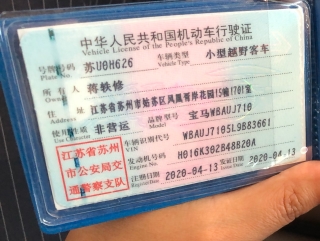 中华人民共和国机动车行驶证
Vehicle License of the People's Republic of China
号牌号码 苏U0H626 车辆类型 小型越野客车
Plate No. Vehicle Type
所有人 蒋轶修
Owner
住址 江苏省苏州市姑苏区凤凰翡岸花园15幢1701室
Address
使用性质 非营运 品牌型号 宝马WBAUJ710
Use Character Model
车辆识别代号 WBAUJ7105L9B83661
VIN
发动机号码 H016K302B48B20A
Engine No.
注册日期 2020-04-13 发证日期 2020-04-13
Register Date Issue Date
江苏省苏州
市公安局交
通警察支队